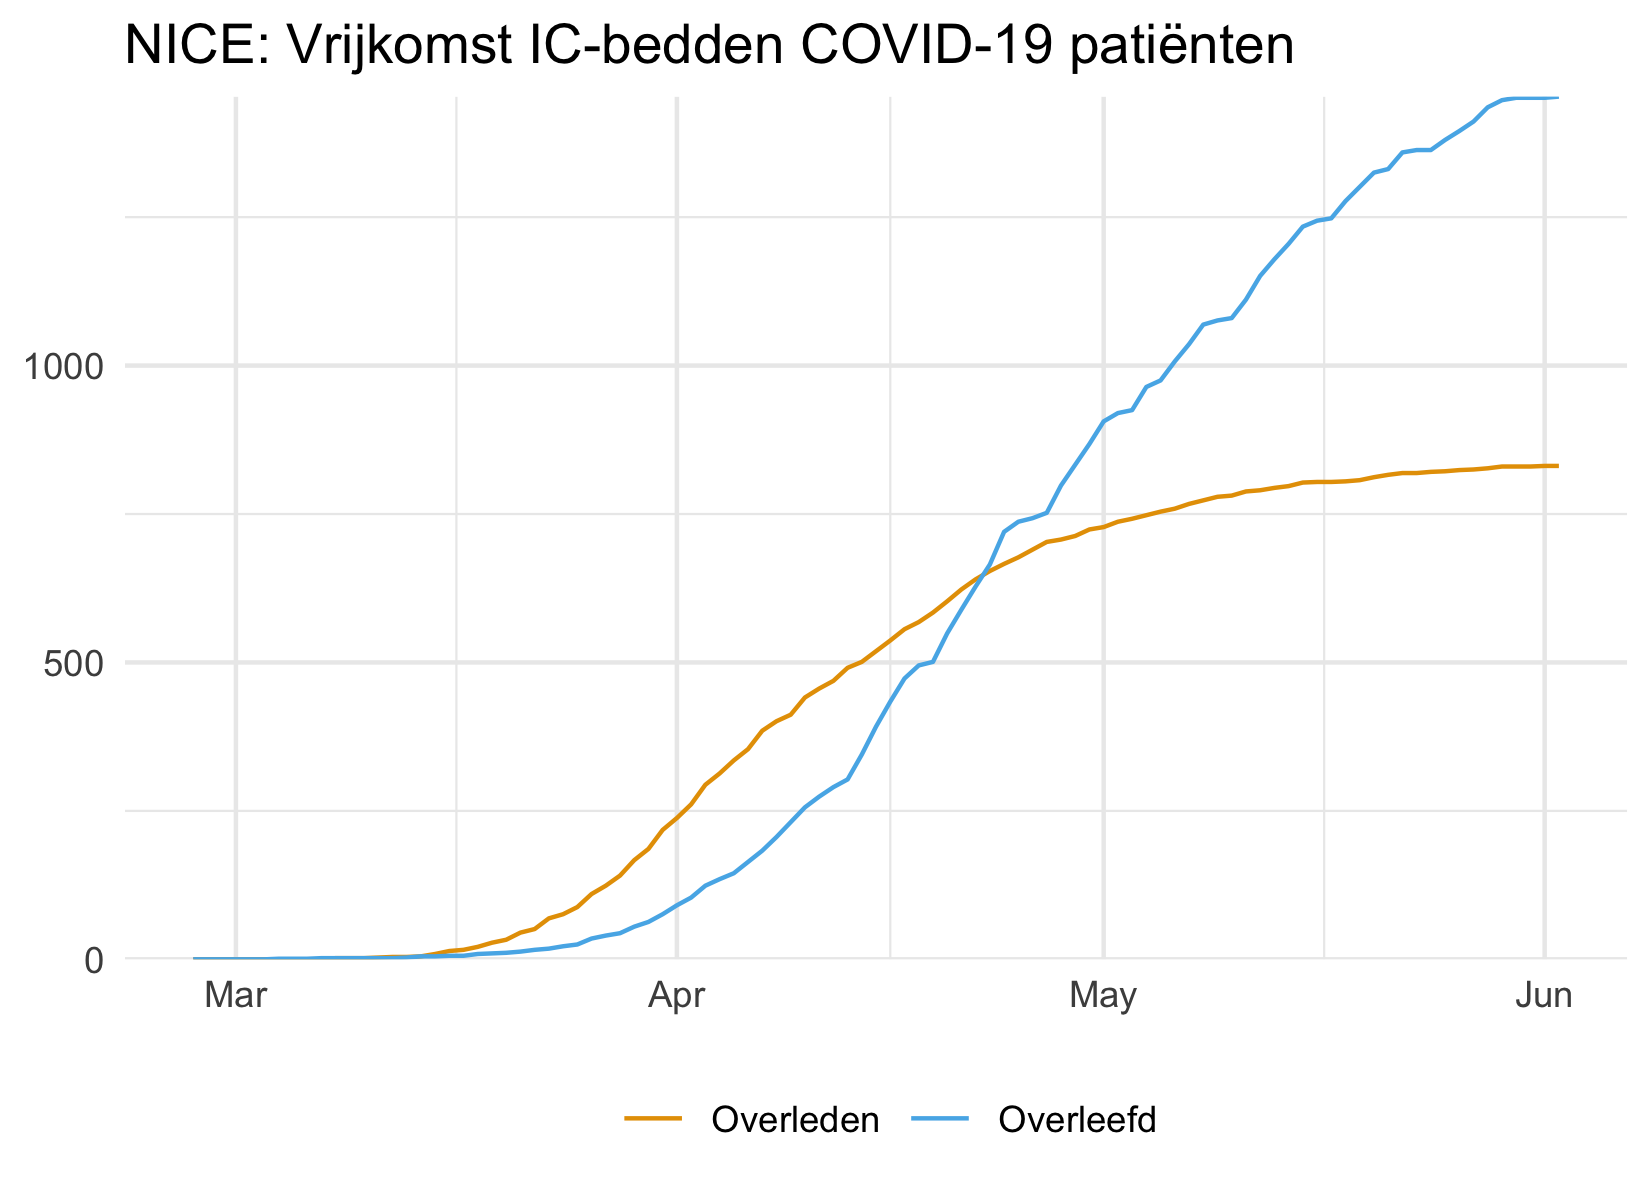 NICE: Vrijkomst IC-bedden COVID-19 patiënten
1000
500
0
Mar Apr May Jun
Overleden Overleefd